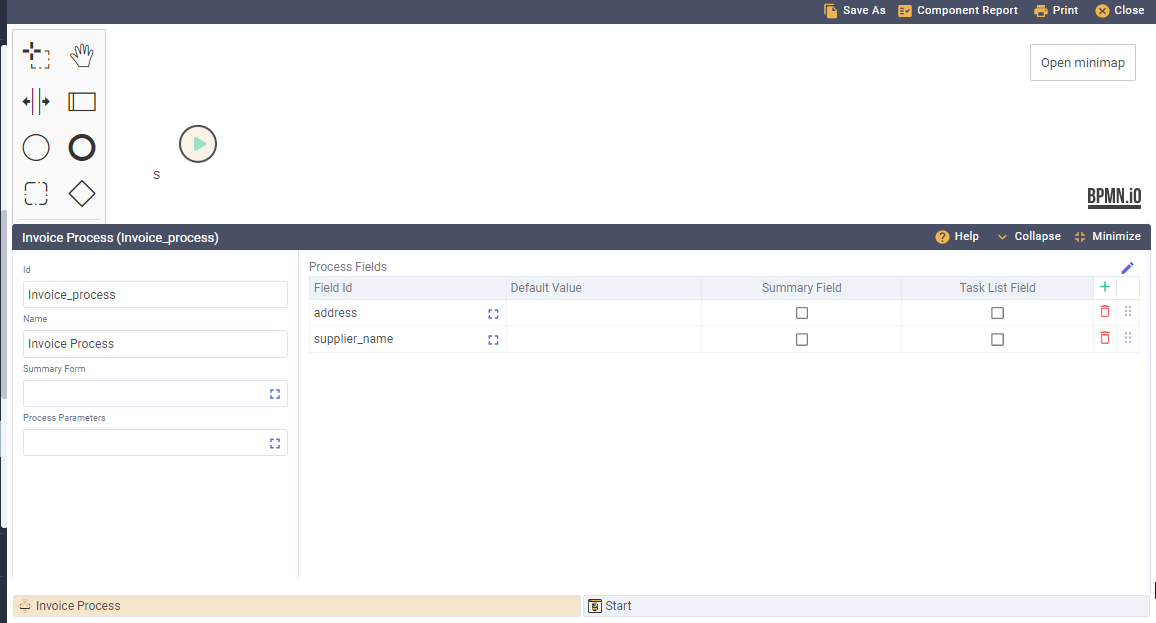 Save As Component Report Print Close
Open minimap
S
BPMN.iO
Invoice Process (Invoice_process) Help Collapse Minimize
Id
Invoice_process
Name
Invoice Process
Summary Form
Process Parameters
Process Fields
Field Id Default Value Summary Field Task List Field
address
supplier_name
Invoice Process Start